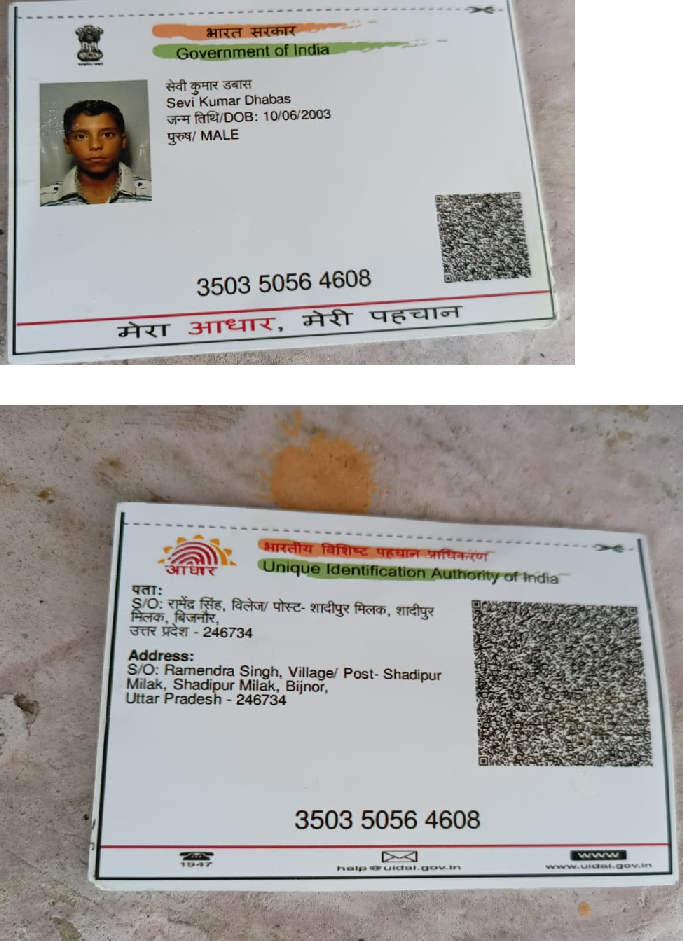 भारत सरकार
Government of India
सेवी कुमार डबास
Sevi Kumar Dhabas
जन्म तिथि/DOB: 10/06/2003
पुरुष/ MALE
3503 5056 4608
मेरा आधार, मेरी पहचान
भारतीय विशिष्ट पहचान प्राधिकरण
आधार
Unique Identification Authority of India
पता:
S/O: रामेंद्र सिंह, विलेज/ पोस्ट- शादीपुर मिलक, शादीपुर
मिलक, बिजनौर,
उत्तर प्रदेश - 246734
Address:
S/O: Ramendra Singh, Village/ Post- Shadipur
Milak, Shadipur Milak, Bijnor,
Uttar Pradesh - 246734
3503 5056 4608
1947
help@uidai.gov.in
www
www.uidai.gov.in